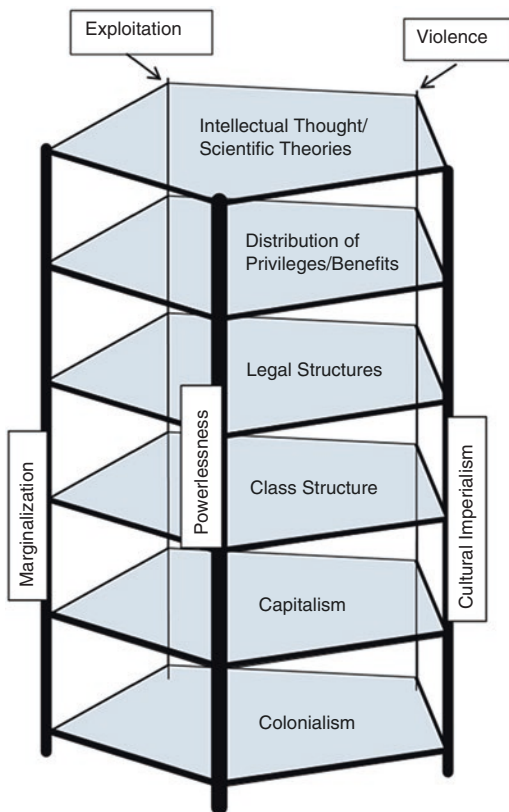 Exploitation
Violence
Intellectual Thought/
Scientific Theories
Distribution of
Privileges/Benefits
Legal Structures
Class Structure
Capitalism
Colonialism
Marginalization
Powerlessness
Cultural Imperialism